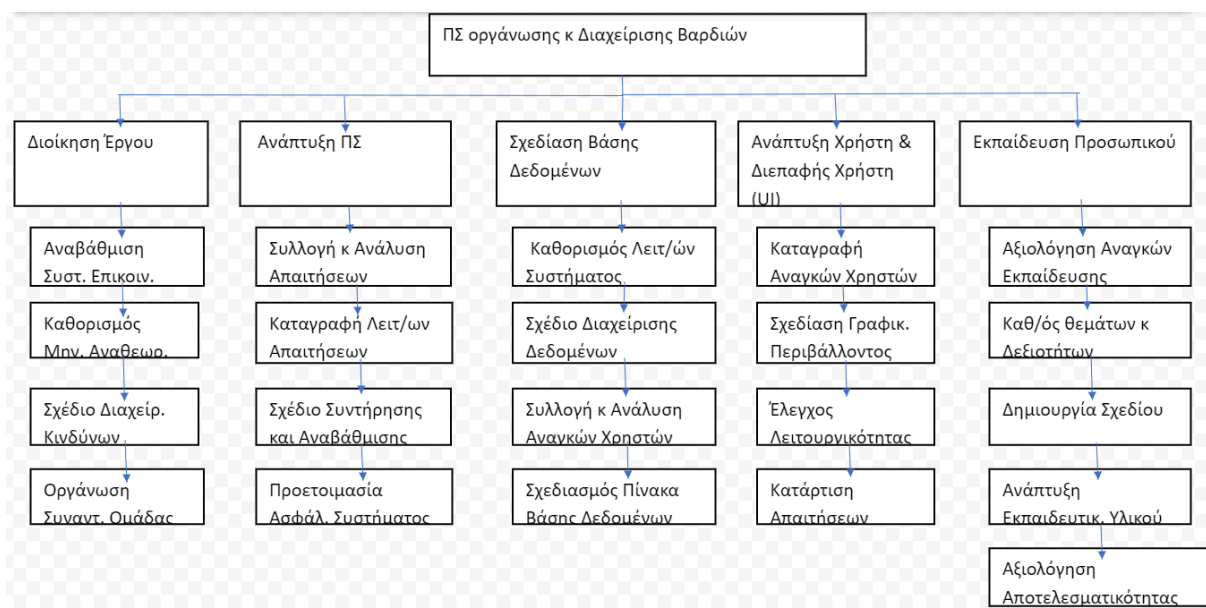 ΠΣ οργάνωσης κ Διαχείρισης Βαρδιών
Διοίκηση Έργου
Ανάπτυξη ΠΣ
Σχεδίαση Βάσης
Δεδομένων
Ανάπτυξη Χρήστη &
Διεπαφής Χρήστη
(UI)
Εκπαίδευση Προσωπικού
Αναβάθμιση
Συστ. Επικοιν.
Συλλογή κ Ανάλυση
Απαιτήσεων
Καθορισμός Λειτ/ών
Συστήματος
Καταγραφή
Αναγκών Χρηστών
Αξιολόγηση Αναγκών
Εκπαίδευσης
Καθορισμός
Μην. Αναθεωρ.
Καταγραφή Λειτ/ων
Απαιτήσεων
Σχέδιο Διαχείρισης
Δεδομένων
Σχεδίαση Γραφικ.
Περιβάλλοντος
Καθ/ός θεμάτων κ
Δεξιοτήτων
Σχέδιο Διαχείρ.
Κινδύνων
Σχέδιο Συντήρησης
και Αναβάθμισης
Συλλογή κ Ανάλυση
Αναγκών Χρηστών
Έλεγχος
Λειτουργικότητας
Δημιουργία Σχεδίου
Οργάνωση
Συναντ. Ομάδας
Προετοιμασία
Ασφάλ. Συστήματος
Σχεδιασμός Πίνακα
Βάσης Δεδομένων
Κατάρτιση
Απαιτήσεων
Ανάπτυξη
Εκπαιδευτικ. Υλικού
Αξιολόγηση
Αποτελεσματικότητας